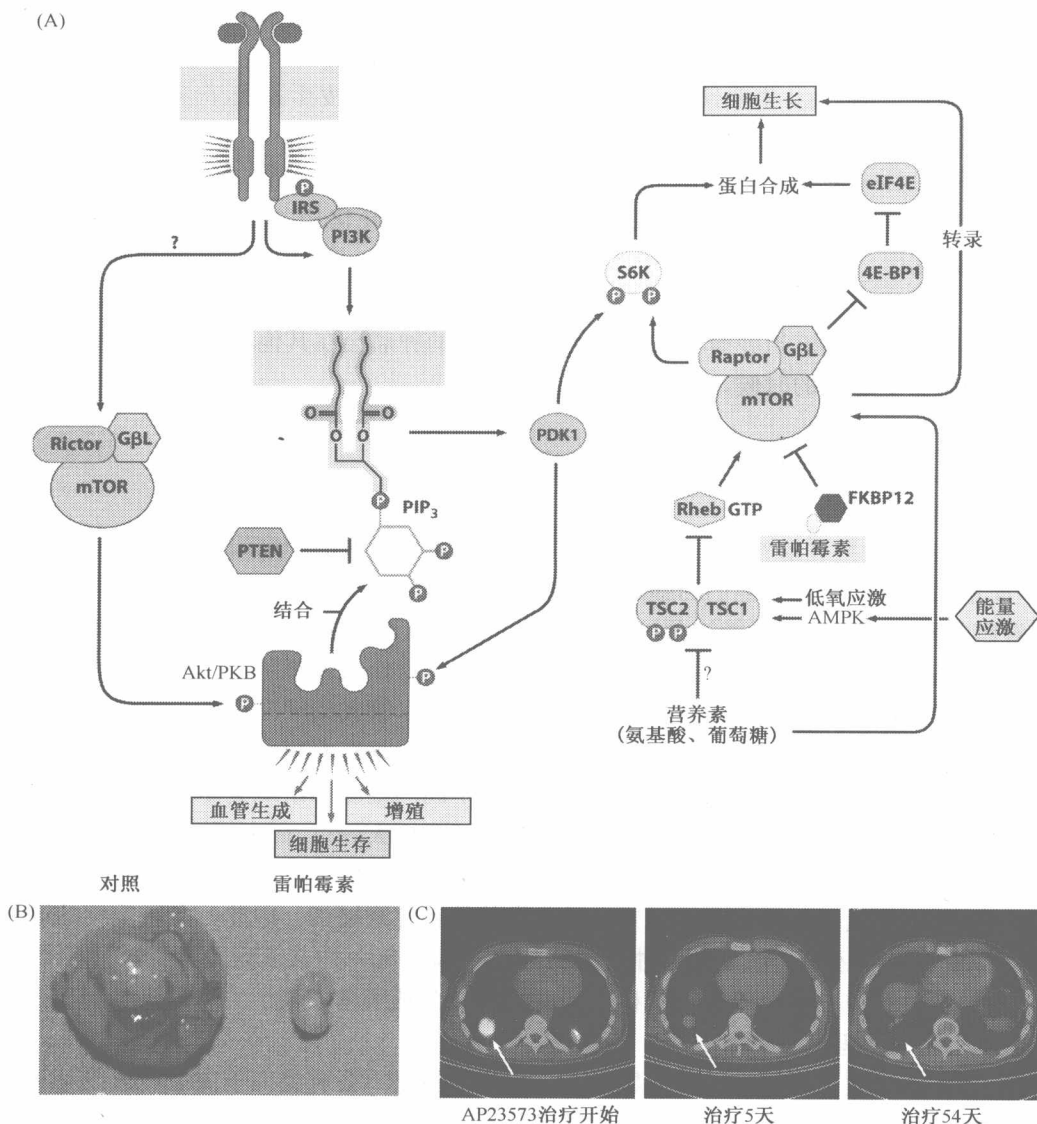 (A)
P
IRS
PI3K
?
Rictor
GβL
mTOR
O
O
O
O
P
PIP3
P
P
PTEN
结合
Akt/PKB
P
P
血管生成
增殖
细胞生存
PDK1
细胞生长
蛋白合成
eIF4E
转录
4E-BP1
S6K
P
P
Raptor
GβL
mTOR
Rheb
GTP
FKBP12
雷帕霉素
TSC2
TSC1
P
P
低氧应激
AMPK
能量
应激
?
营养素
(氨基酸、葡萄糖)
对照
雷帕霉素
(B)
(C)
AP23573治疗开始
治疗5天
治疗54天